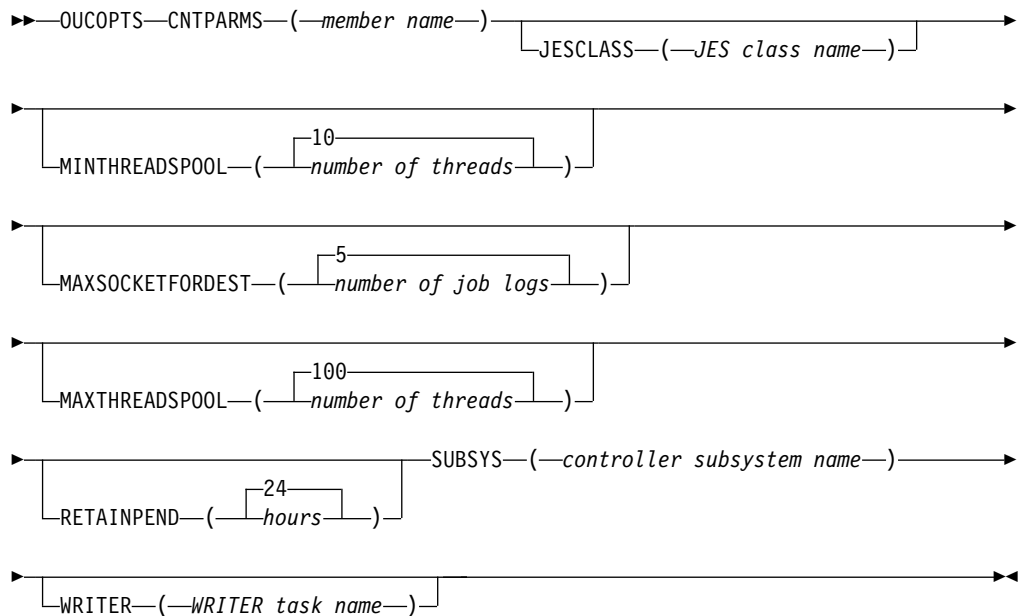 OUCOPTS CNTPARMS ( member name )
JESCLASS ( JES class name )
10
MINTHREADSPOOL ( number of threads )
5
MAXSOCKETFORDEST ( number of job logs )
100
MAXTHREADSPOOL ( number of threads )
SUBSYS ( controller subsystem name )
24
RETAINPEND ( hours )
WRITER ( WRITER task name )